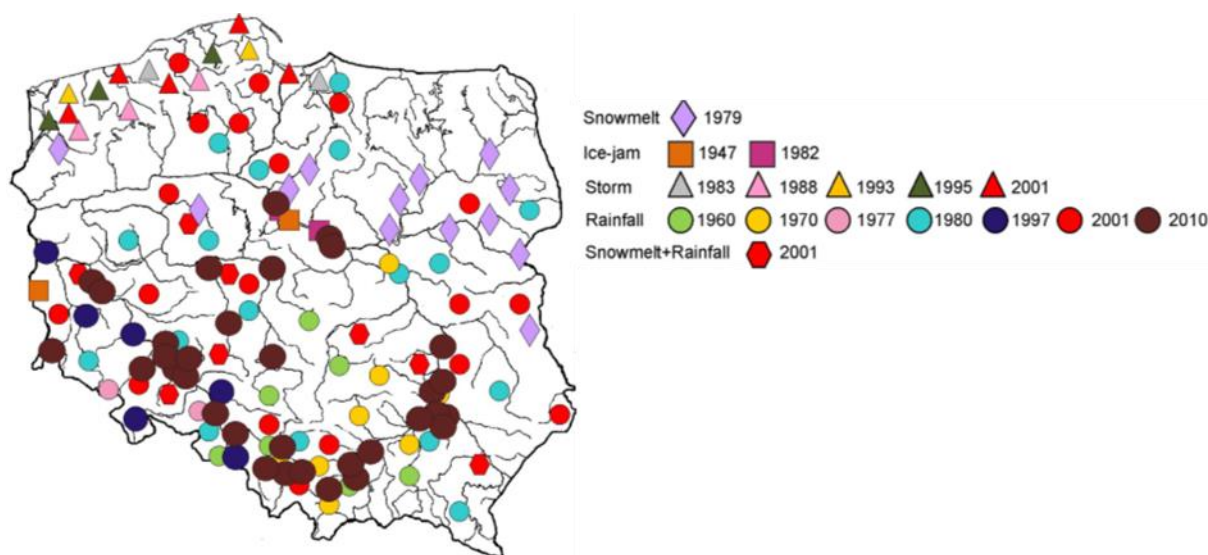 Snowmelt 1979
Ice-jam 1947 1982
Storm 1983 1988 1993 1995 2001
Rainfall 1960 1970 1977 1980 1997 2001 2010
Snowmelt+Rainfall 2001